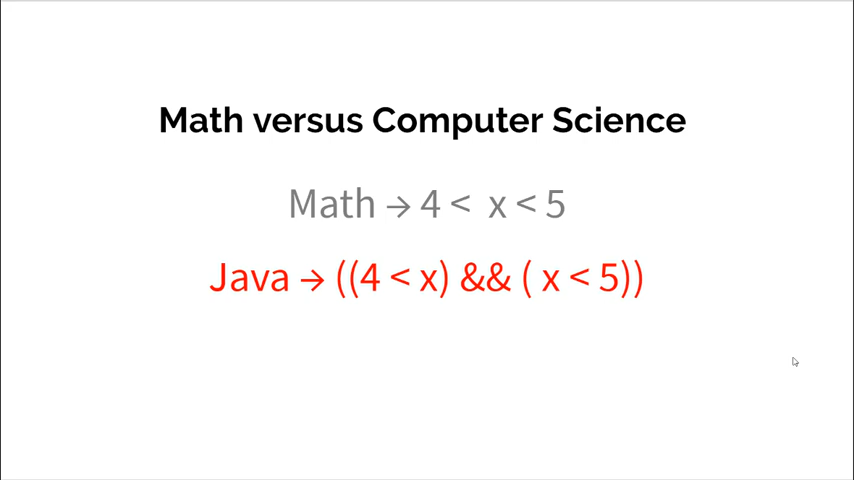 Math versus Computer Science
Math → 4 < x < 5
Java → ((4 < x) && ( x < 5))